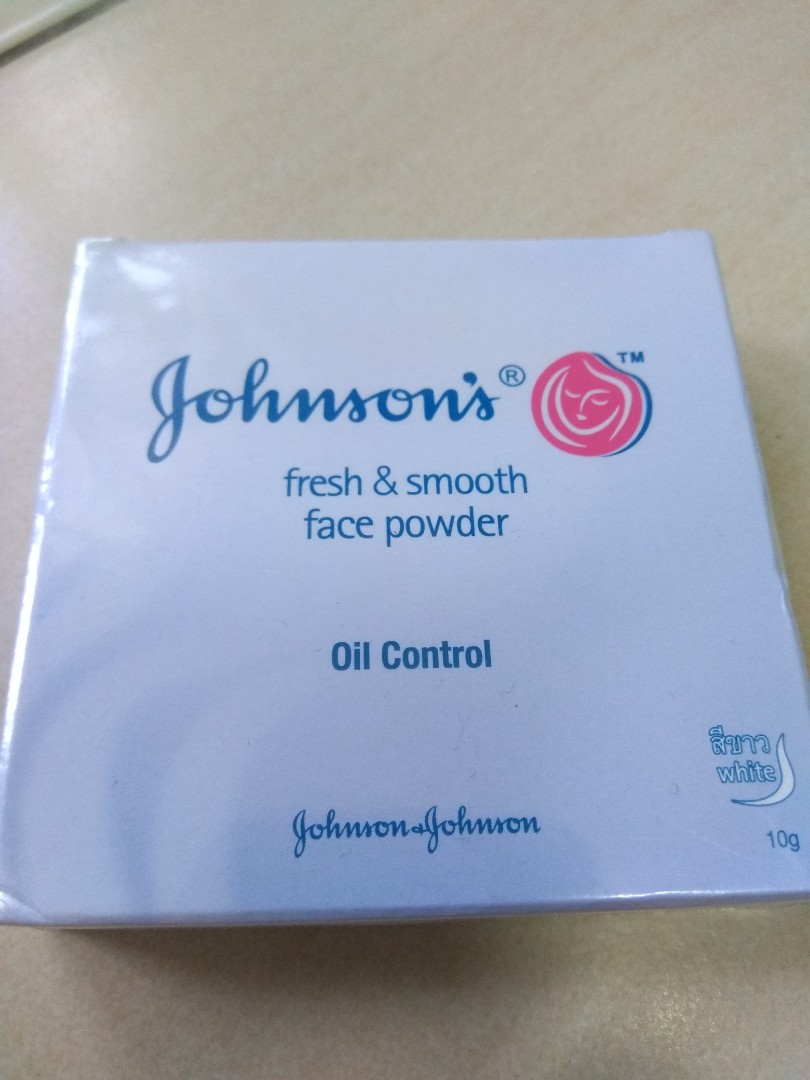 Johnson's® ™
fresh & smooth
face powder
Oil Control
สีขาว
white
Johnson & Johnson
10g